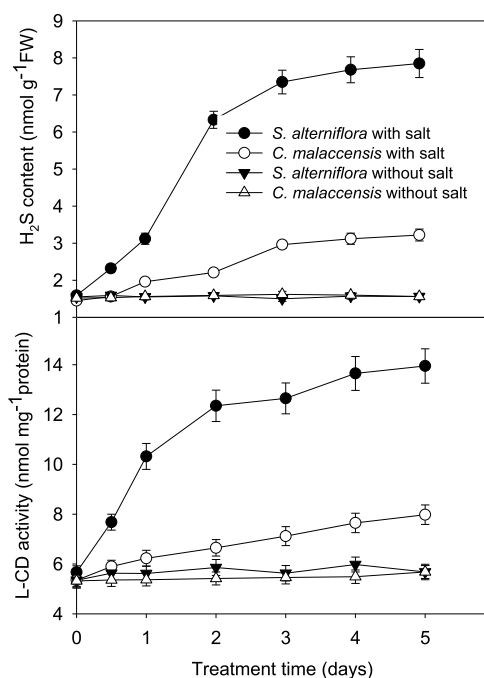 H₂S content (nmol g⁻¹FW)
9
8
7
6
5
4
3
2
1
S. alterniflora with salt
C. malaccensis with salt
S. alterniflora without salt
C. malaccensis without salt
L-CD activity (nmol mg⁻¹protein)
14
12
10
8
6
4
0 1 2 3 4 5
Treatment time (days)